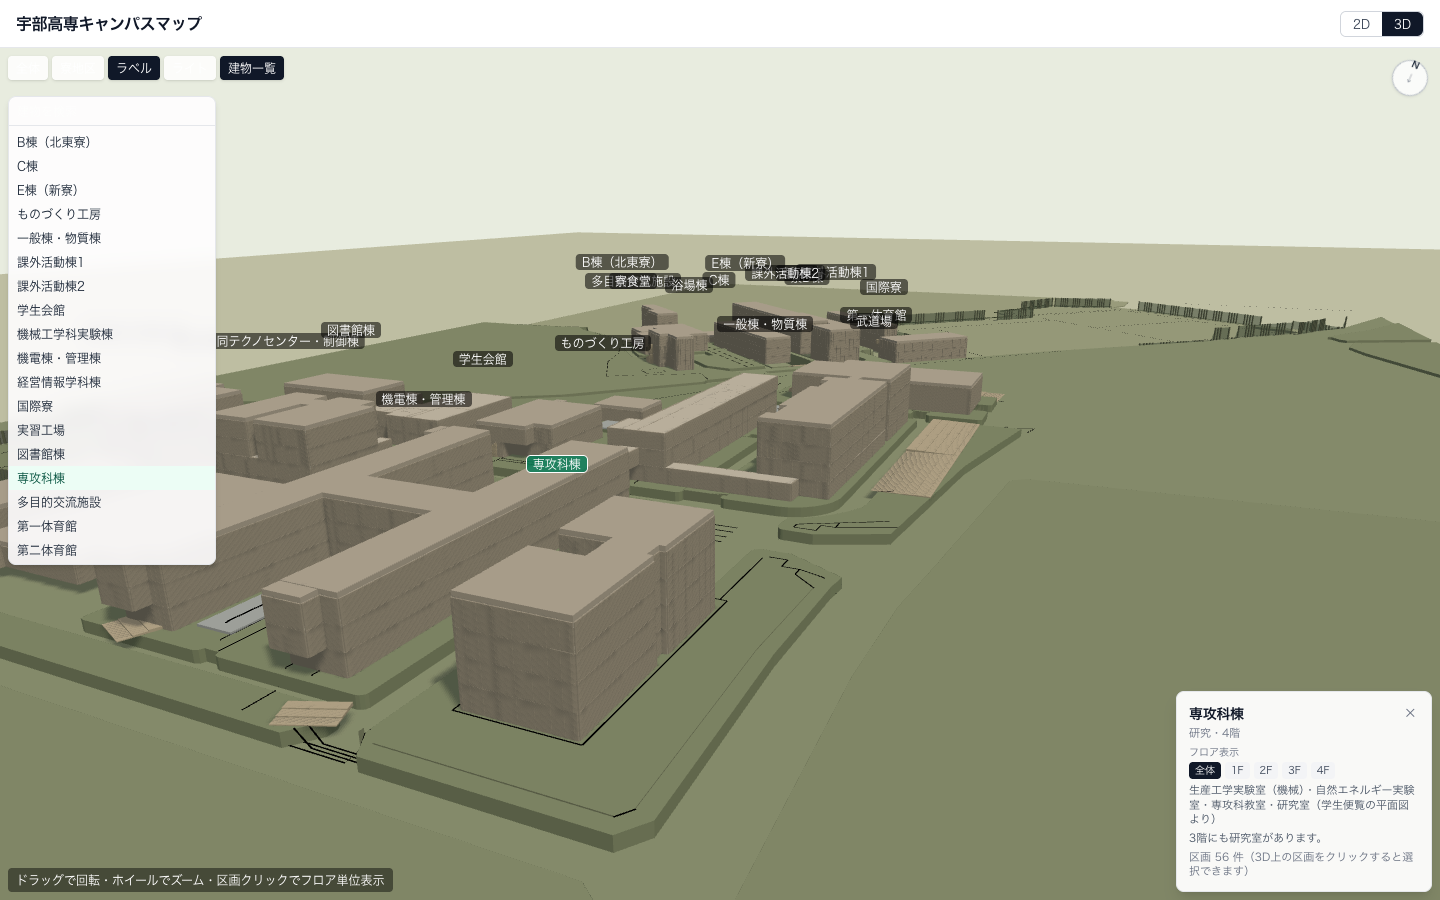 宇部高専キャンパスマップ
2D
3D
ラベル
建物一覧
N
B棟（北東寮）
C棟
E棟（新寮）
ものづくり工房
一般棟・物質棟
課外活動棟1
課外活動棟2
学生会館
機械工学科実験棟
機電棟・管理棟
経営情報学科棟
国際寮
実習工場
図書館棟
専攻科棟
多目的交流施設
第一体育館
第二体育館
B棟（北東寮）
E棟（新寮）
課外活動棟2
活動棟1
寮食堂
浴場棟
C棟
国際寮
武道場
一般棟・物質棟
図書館棟
同テクノセンター・制御棟
ものづくり工房
学生会館
機電棟・管理棟
専攻科棟
専攻科棟
×
研究・4階
フロア表示
全体
1F
2F
3F
4F
生産工学実験室（機械）・自然エネルギー実験
室・専攻科教室・研究室（学生便覧の平面図
より）
3階にも研究室があります。
区画 56 件（3D上の区画をクリックすると選
択できます）
ドラッグで回転・ホイールでズーム・区画クリックでフロア単位表示